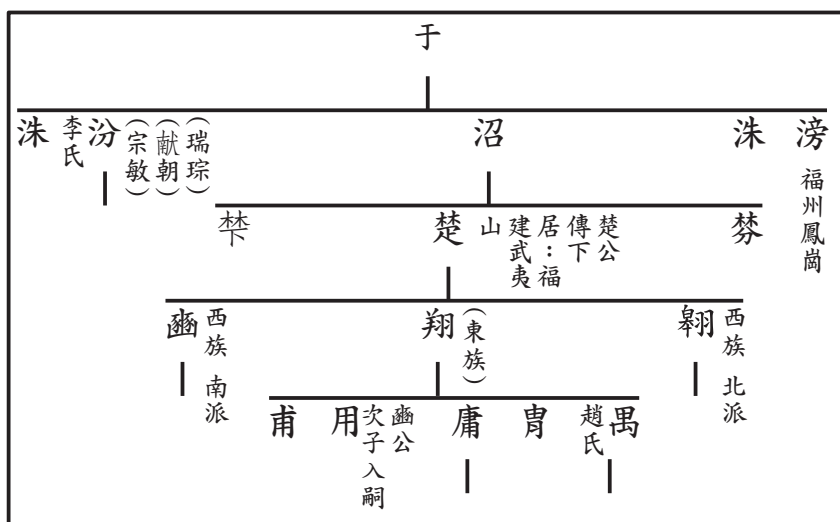 于
滂
福州鳳崗
洙
沼
(瑞琮)
(献朝)
(宗敏)
汾
李氏
洙
棼
楚公
傳下
居：福
建武夷
山
楚
西族 北派
翱
(東族)
翔
西族 南派
豳
禺
趙氏
胄
庸
豳公
次子入嗣
用
甫